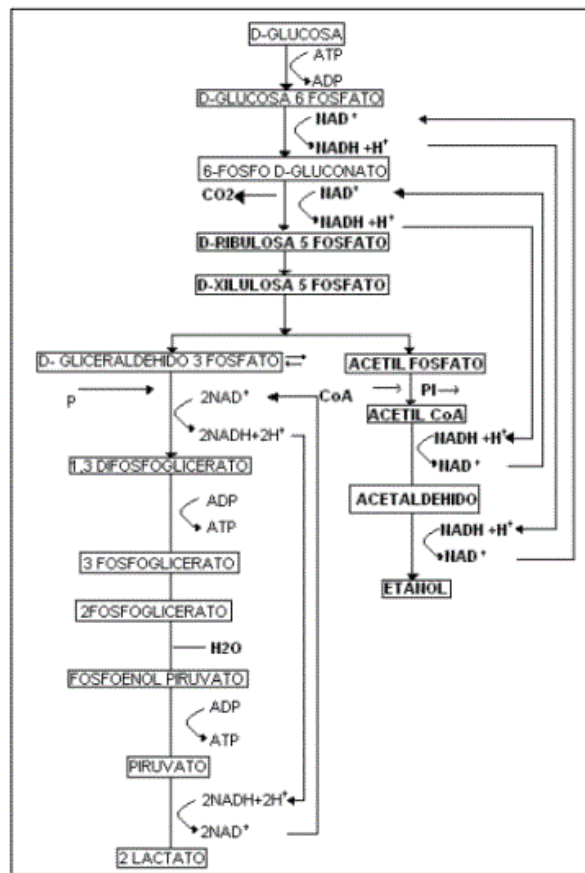 D-GLUCOSA
ATP
ADP
D-GLUCOSA 6 FOSFATO
NAD⁺
NADH +H⁺
6-FOSFO D-GLUCONATO
CO2
NAD⁺
NADH +H⁺
D-RIBULOSA 5 FOSFATO
D-XILULOSA 5 FOSFATO
D- GLICERALDEHIDO 3 FOSFATO
P
2NAD⁺
2NADH+2H⁺
1,3 DIFOSFOGLICERATO
ADP
ATP
3 FOSFOGLICERATO
2FOSFOGLICERATO
H2O
FOSFOENOL PIRUVATO
ADP
ATP
PIRUVATO
2NADH+2H⁺
2NAD⁺
2 LACTATO
ACETIL FOSFATO
CoA
PI
ACETIL CoA
NADH +H⁺
NAD⁺
ACETALDEHIDO
NADH +H⁺
NAD⁺
ETANOL